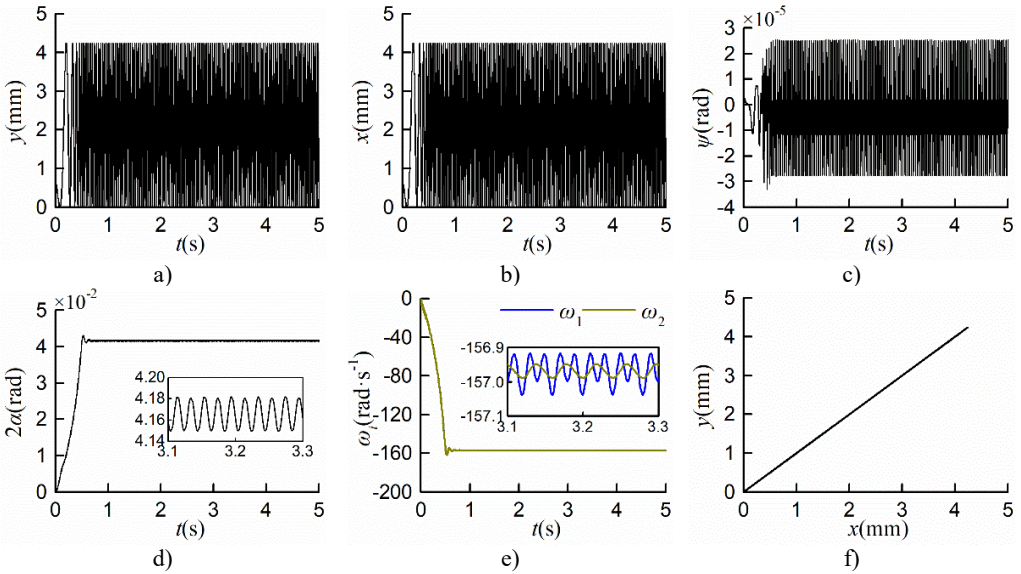 5
4
3
2
1
0
y(mm)
0 1 2 3 4 5
t(s)
a)
5
4
3
2
1
0
x(mm)
0 1 2 3 4 5
t(s)
b)
×10-5
3
2
1
0
-1
-2
-3
-4
ψ(rad)
0 1 2 3 4 5
t(s)
c)
×10-2
5
4
3
2
1
0
2α(rad)
4.20
4.18
4.16
4.14
3.1 3.2 3.3
0 1 2 3 4 5
t(s)
d)
0
-40
-80
-120
-160
-200
ωi(rad·s-1)
ω1 ω2
-156.9
-157.0
-157.1
3.1 3.2 3.3
0 1 2 3 4 5
t(s)
e)
5
4
3
2
1
0
y(mm)
0 1 2 3 4 5
x(mm)
f)